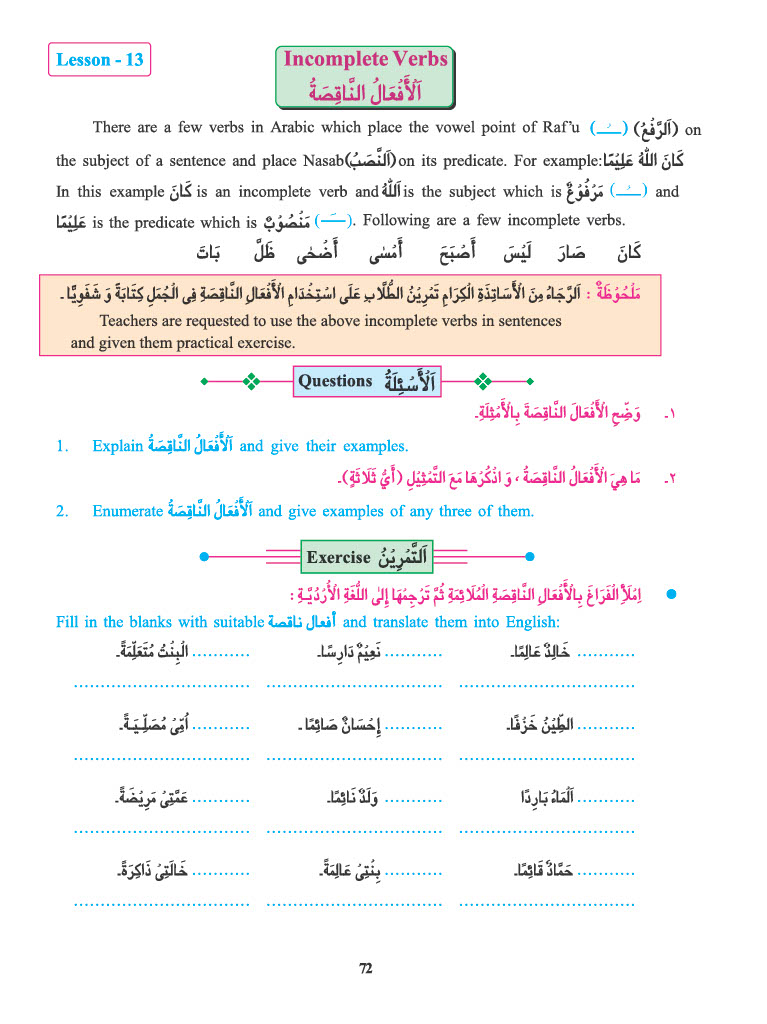 Lesson - 13
Incomplete Verbs
اَلْأَفْعَالُ النَّاقِصَةُ
There are a few verbs in Arabic which place the vowel point of Raf’u (ـُـ) (اَلرَّفْعُ) on
the subject of a sentence and place Nasab(اَلنَّصَبُ)on its predicate. For example:كَانَ اللهُ عَلِيْمًا
In this example كَانَ is an incomplete verb and اَللهُ is the subject which is مَرْفُوْعٌ (ـُـ) and
عَلِيْمًا is the predicate which is مَنْصُوْبٌ (ـَـ). Following are a few incomplete verbs.
كَانَ صَارَ لَيْسَ أَصْبَحَ أَمْسٰى أَضْحٰى ظَلَّ بَاتَ
مَلْحُوْظَةٌ : اَلرَّجَاءُ مِنَ الْأَسَاتِذَةِ الْكِرَامِ تَمْرِيْنُ الطُّلَّابِ عَلَى اسْتِخْدَامِ الْأَفْعَالِ النَّاقِصَةِ فِى الْجُمَلِ كِتَابَةً وَ شَفَوِيًّا۔
Teachers are requested to use the above incomplete verbs in sentences
and given them practical exercise.
Questions اَلْأَسْئِلَةُ
١۔ وَضِّحِ الْأَفْعَالَ النَّاقِصَةَ بِالْأَمْثِلَةِ۔
1. Explain اَلْأَفْعَالُ النَّاقِصَةُ and give their examples.
٢۔ مَا هِيَ الْأَفْعَالُ النَّاقِصَةُ ، وَ اذْكُرْهَا مَعَ التَّمْثِيْلِ (أَيُّ ثَلَاثَةٍ)۔
2. Enumerate اَلْأَفْعَالُ النَّاقِصَةُ and give examples of any three of them.
Exercise اَلتَّمْرِيْنُ
● اِمْلَأِ الْفَرَاغَ بِالْأَفْعَالِ النَّاقِصَةِ الْمُلَائِمَةِ ثُمَّ تَرْجِمْهَا إِلٰى اللُّغَةِ الْأُرْدُيَّةِ :
Fill in the blanks with suitable أفعال ناقصة and translate them into English:
........... خَالِدٌ عَالِمًا۔ ........... نَعِيْمٌ دَارِسًا۔ ........... الْبِنْتُ مُتَعَلِّمَةً۔
............................... ............................... ...............................
........... الطِّيْنُ خَزْفًا۔ ........... إِحْسَانٌ صَائِمًا۔ ........... أُمِّىْ مُصَلِّيَةً۔
............................... ............................... ...............................
........... اَلْمَاءُ بَارِدًا ........... وَلَدٌ نَائِمًا۔ ........... عَمَّتِىْ مَرِيْضَةً۔
............................... ............................... ...............................
........... حَمَّادٌ قَائِمًا۔ ........... بِنْتِىْ عَالِمَةً۔ ........... خَالَتِىْ ذَاكِرَةً۔
............................... ............................... ...............................
72